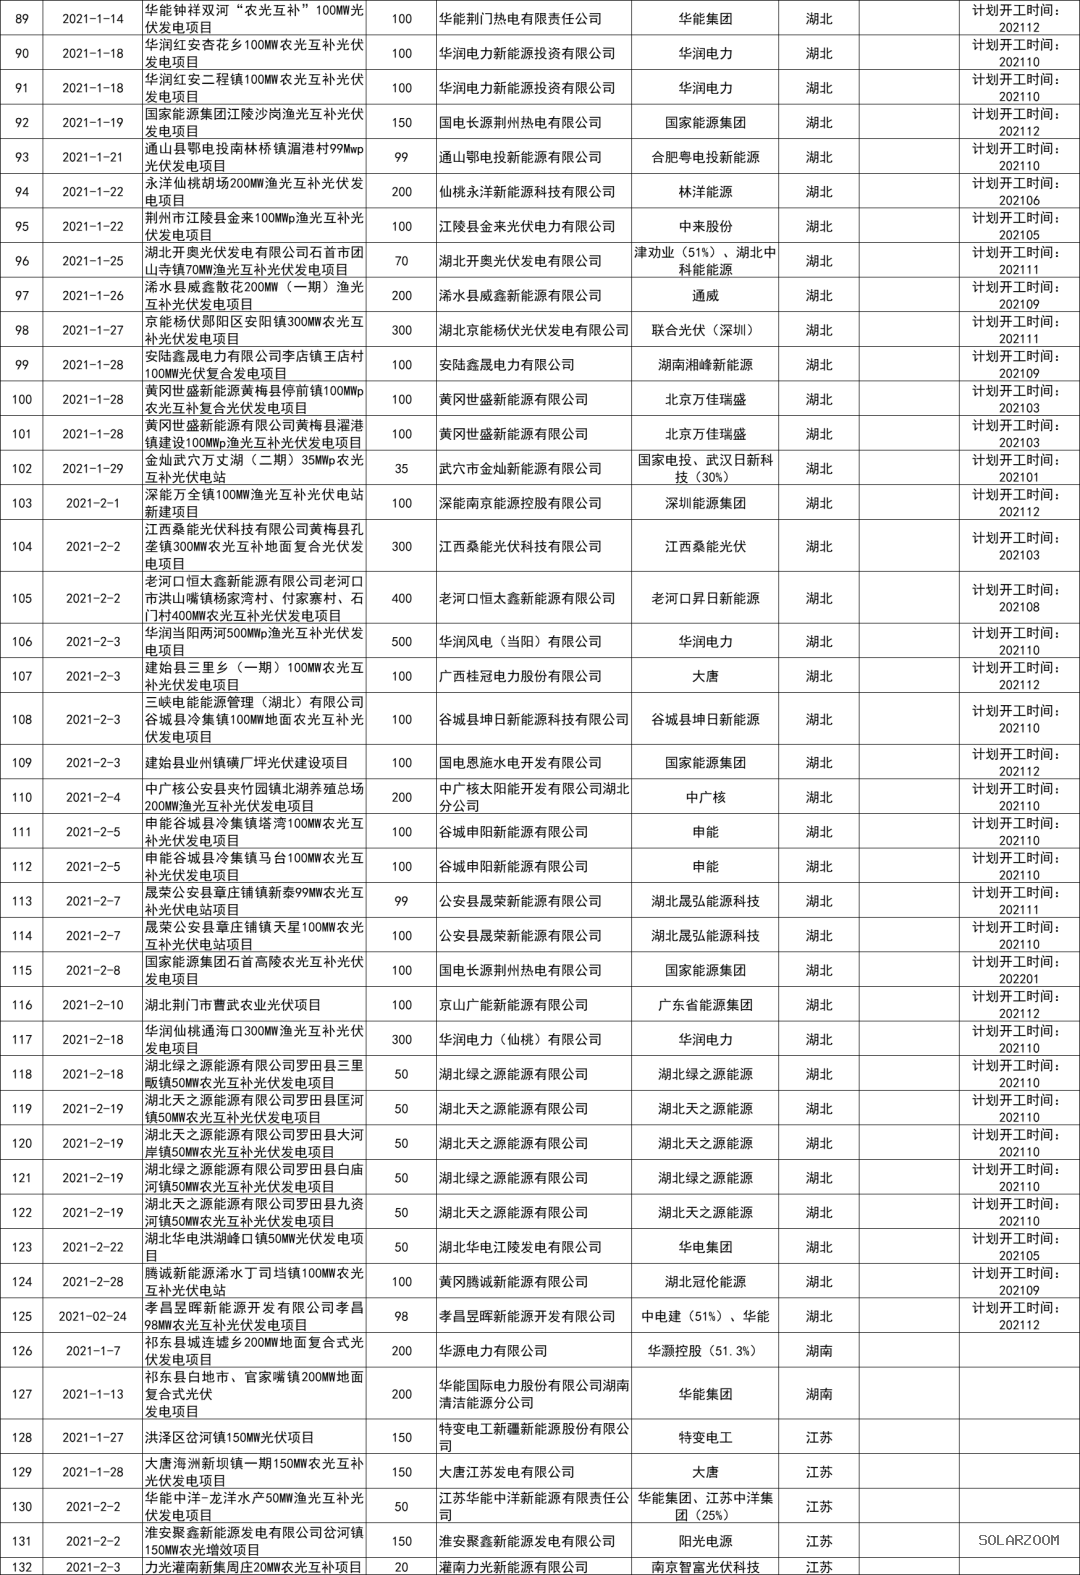 89 2021-1-14 华能钟祥双河“农光互补”100MW光伏发电项目 100 华能荆门热电有限责任公司 华能集团 湖北 计划开工时间：202112
90 2021-1-18 华润红安杏花乡100MW农光互补光伏发电项目 100 华润电力新能源投资有限公司 华润电力 湖北 计划开工时间：202110
91 2021-1-18 华润红安二程镇100MW农光互补光伏发电项目 100 华润电力新能源投资有限公司 华润电力 湖北 计划开工时间：202110
92 2021-1-19 国家能源集团江陵沙岗渔光互补光伏发电项目 150 国电长源荆州热电有限公司 国家能源集团 湖北 计划开工时间：202112
93 2021-1-21 通山县鄂电投南林桥镇湄港村99Mwp光伏发电项目 99 通山鄂电投新能源有限公司 合肥粤电投新能源 湖北 计划开工时间：202110
94 2021-1-22 永洋仙桃胡场200MW渔光互补光伏发电项目 200 仙桃永洋新能源科技有限公司 林洋能源 湖北 计划开工时间：202106
95 2021-1-22 荆州市江陵县金来100MWp渔光互补光伏发电项目 100 江陵县金来光伏电力有限公司 中来股份 湖北 计划开工时间：202105
96 2021-1-25 湖北开奥光伏发电有限公司石首市团山寺镇70MW渔光互补光伏发电项目 70 湖北开奥光伏发电有限公司 津劝业（51%）、湖北中科能能源 湖北 计划开工时间：202111
97 2021-1-26 浠水县威鑫散花200MW（一期）渔光互补光伏发电项目 200 浠水县威鑫新能源有限公司 通威 湖北 计划开工时间：202109
98 2021-1-27 京能杨伏郧阳区安阳镇300MW农光互补光伏发电项目 300 湖北京能杨伏光伏发电有限公司 联合光伏（深圳） 湖北 计划开工时间：202111
99 2021-1-28 安陆鑫晟电力有限公司李店镇王店村100MW光伏复合发电项目 100 安陆鑫晟电力有限公司 湖南湘峰新能源 湖北 计划开工时间：202109
100 2021-1-28 黄冈世盛新能源黄梅县停前镇100MWp农光互补复合光伏发电项目 100 黄冈世盛新能源有限公司 北京万佳瑞盛 湖北 计划开工时间：202103
101 2021-1-28 黄冈世盛新能源有限公司黄梅县濯港镇建设100MWp渔光互补光伏发电项目 100 黄冈世盛新能源有限公司 北京万佳瑞盛 湖北 计划开工时间：202103
102 2021-1-29 金灿武穴万丈湖（二期）35MWp农光互补光伏电站 35 武穴市金灿新能源有限公司 国家电投、武汉日新科技（30%） 湖北 计划开工时间：202101
103 2021-2-1 深能万全镇100MW渔光互补光伏电站新建项目 100 深能南京能源控股有限公司 深圳能源集团 湖北 计划开工时间：202112
104 2021-2-2 江西桑能光伏科技有限公司黄梅县孔垄镇300MW农光互补地面复合光伏发电项目 300 江西桑能光伏科技有限公司 江西桑能光伏 湖北 计划开工时间：202103
105 2021-2-2 老河口恒太鑫新能源有限公司老河口市洪山嘴镇杨家湾村、付家寨村、石门村400MW农光互补光伏发电项目 400 老河口恒太鑫新能源有限公司 老河口昇日新能源 湖北 计划开工时间：202108
106 2021-2-3 华润当阳两河500MWp渔光互补光伏发电项目 500 华润风电（当阳）有限公司 华润电力 湖北 计划开工时间：202110
107 2021-2-3 建始县三里乡（一期）100MW农光互补光伏发电项目 100 广西桂冠电力股份有限公司 大唐 湖北 计划开工时间：202112
108 2021-2-3 三峡电能能源管理（湖北）有限公司谷城县冷集镇100MW地面农光互补光伏发电项目 100 谷城县坤日新能源科技有限公司 谷城县坤日新能源 湖北 计划开工时间：202110
109 2021-2-3 建始县业州镇磺厂坪光伏建设项目 100 国电恩施水电开发有限公司 国家能源集团 湖北 计划开工时间：202112
110 2021-2-4 中广核公安县夹竹园镇北湖养殖总场200MW渔光互补光伏发电项目 200 中广核太阳能开发有限公司湖北分公司 中广核 湖北 计划开工时间：202110
111 2021-2-5 申能谷城县冷集镇塔湾100MW农光互补光伏发电项目 100 谷城申阳新能源有限公司 申能 湖北 计划开工时间：202110
112 2021-2-5 申能谷城县冷集镇马台100MW农光互补光伏发电项目 100 谷城申阳新能源有限公司 申能 湖北 计划开工时间：202110
113 2021-2-7 晟荣公安县章庄铺镇新泰99MW农光互补光伏电站项目 99 公安县晟荣新能源有限公司 湖北晟弘能源科技 湖北 计划开工时间：202111
114 2021-2-7 晟荣公安县章庄铺镇天星100MW农光互补光伏电站项目 100 公安县晟荣新能源有限公司 湖北晟弘能源科技 湖北 计划开工时间：202110
115 2021-2-8 国家能源集团石首高陵农光互补光伏发电项目 100 国电长源荆州热电有限公司 国家能源集团 湖北 计划开工时间：202201
116 2021-2-10 湖北荆门市曹武农业光伏项目 100 京山广能新能源有限公司 广东省能源集团 湖北 计划开工时间：202112
117 2021-2-18 华润仙桃通海口300MW渔光互补光伏发电项目 300 华润电力（仙桃）有限公司 华润电力 湖北 计划开工时间：202110
118 2021-2-18 湖北绿之源能源有限公司罗田县三里畈镇50MW农光互补光伏发电项目 50 湖北绿之源能源有限公司 湖北绿之源能源 湖北 计划开工时间：202110
119 2021-2-19 湖北天之源能源有限公司罗田县匡河镇50MW农光互补光伏发电项目 50 湖北天之源能源有限公司 湖北天之源能源 湖北 计划开工时间：202110
120 2021-2-19 湖北天之源能源有限公司罗田县大河岸镇50MW农光互补光伏发电项目 50 湖北天之源能源有限公司 湖北天之源能源 湖北 计划开工时间：202110
121 2021-2-19 湖北绿之源能源有限公司罗田县白庙河镇50MW农光互补光伏发电项目 50 湖北绿之源能源有限公司 湖北绿之源能源 湖北 计划开工时间：202110
122 2021-2-19 湖北天之源能源有限公司罗田县九资河镇50MW农光互补光伏发电项目 50 湖北天之源能源有限公司 湖北天之源能源 湖北 计划开工时间：202110
123 2021-2-22 湖北华电洪湖峰口镇50MW光伏发电项目 50 湖北华电江陵发电有限公司 华电集团 湖北 计划开工时间：202105
124 2021-2-28 腾诚新能源浠水丁司垱镇100MW农光互补光伏电站 100 黄冈腾诚新能源有限公司 湖北冠伦能源 湖北 计划开工时间：202109
125 2021-02-24 孝昌昱晖新能源开发有限公司孝昌98MW农光互补光伏发电项目 98 孝昌昱晖新能源开发有限公司 中电建（51%）、华能 湖北 计划开工时间：202112
126 2021-1-7 祁东县城连墟乡200MW地面复合式光伏发电项目 200 华源电力有限公司 华灏控股（51.3%） 湖南
127 2021-1-13 祁东县白地市、官家嘴镇200MW地面复合式光伏发电项目 200 华能国际电力股份有限公司湖南清洁能源分公司 华能集团 湖南
128 2021-1-27 洪泽区岔河镇150MW光伏项目 150 特变电工新疆新能源股份有限公司 特变电工 江苏
129 2021-1-28 大唐海洲新坝镇一期150MW农光互补光伏发电项目 150 大唐江苏发电有限公司 大唐 江苏
130 2021-2-2 华能中洋-龙洋水产50MW渔光互补光伏发电项目 50 江苏华能中洋新能源有限责任公司 华能集团、江苏中洋集团（25%） 江苏
131 2021-2-2 淮安聚鑫新能源发电有限公司岔河镇150MW农光增效项目 150 淮安聚鑫新能源发电有限公司 阳光电源 江苏
132 2021-2-3 力光灌南新集周庄20MW农光互补项目 20 灌南力光新能源有限公司 南京智富光伏科技 江苏
SOLARZOOM